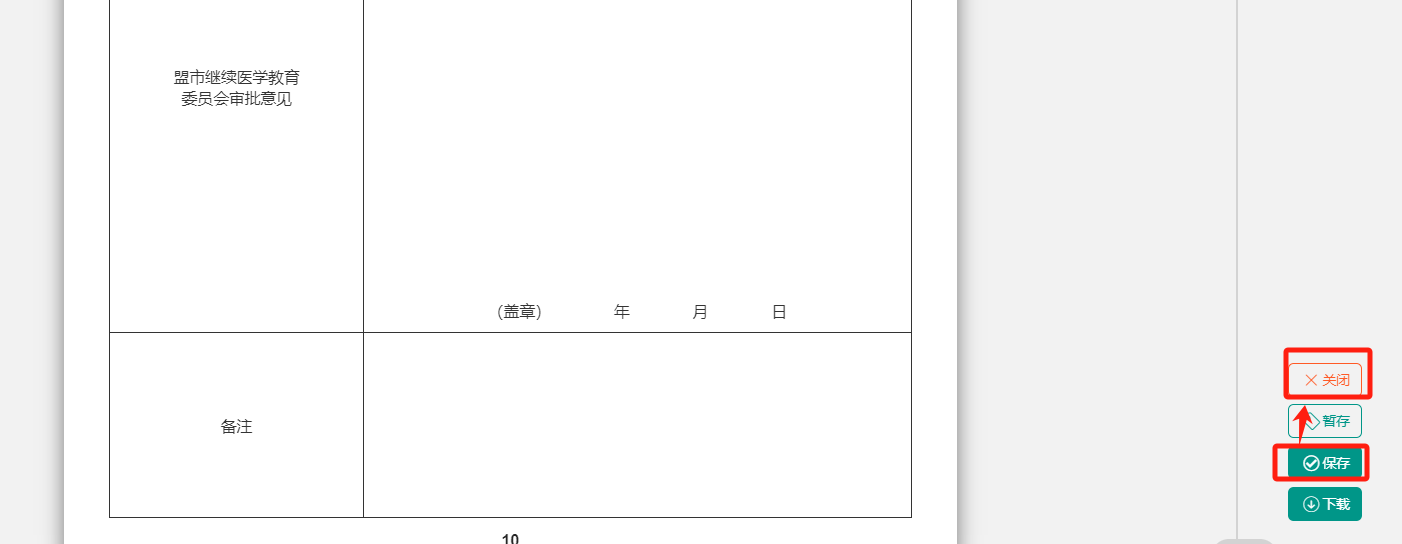 盟市继续医学教育
委员会审批意见
（盖章） 年 月 日
备注
10
关闭
暂存
保存
下载